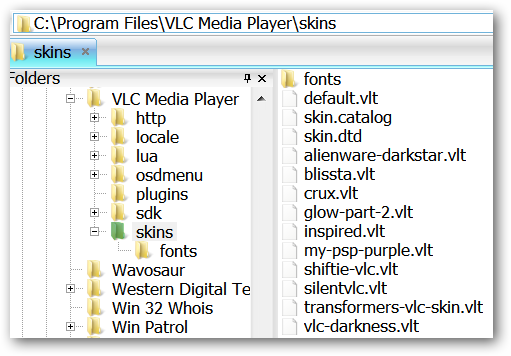 C:\Program Files\VLC Media Player\skins
skins
Folders
VLC Media Player
http
locale
lua
osdmenu
plugins
sdk
skins
fonts
Wavosaur
Western Digital Te
Win 32 Whois
Win Patrol
fonts
default.vlt
skin.catalog
skin.dtd
alienware-darkstar.vlt
blissta.vlt
crux.vlt
glow-part-2.vlt
inspired.vlt
my-psp-purple.vlt
shiftie-vlc.vlt
silentvlc.vlt
transformers-vlc-skin.vlt
vlc-darkness.vlt